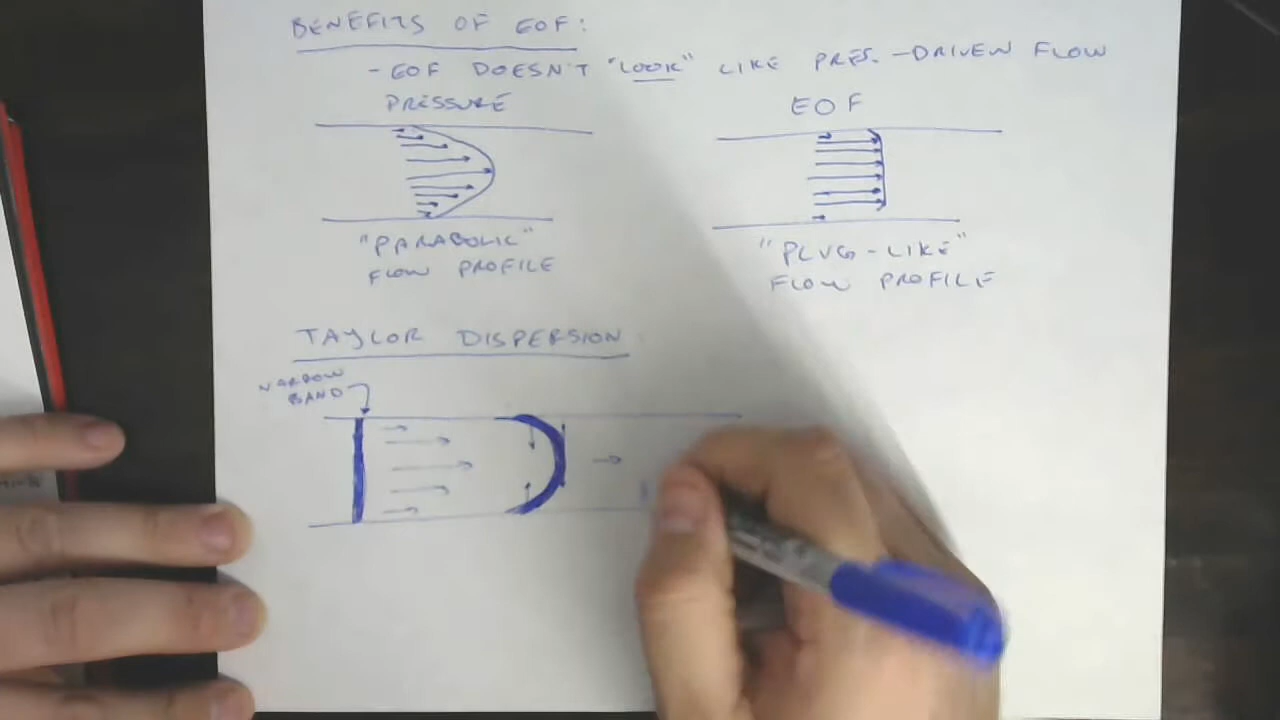 BENEFITS OF EOF:
- EOF DOESN'T "LOOK" LIKE PRES. -DRIVEN FLOW
PRESSURE
EOF
"PARABOLIC"
FLOW PROFILE
"PLUG-LIKE"
FLOW PROFILE
TAYLOR DISPERSION
NARROW
BAND